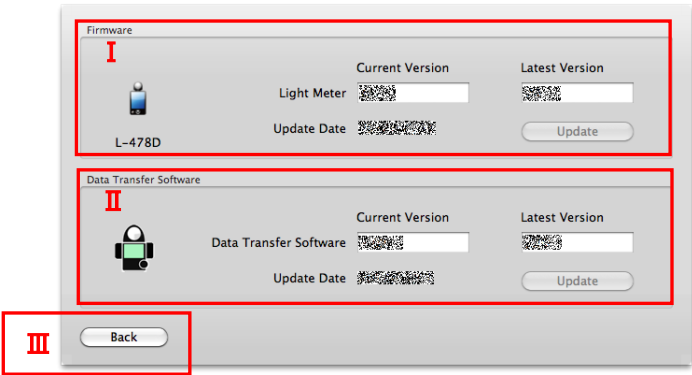 Firmware
I
Current Version Latest Version
Light Meter
Update Date Update
L-478D
Data Transfer Software
II
Current Version Latest Version
Data Transfer Software
Update Date Update
III Back